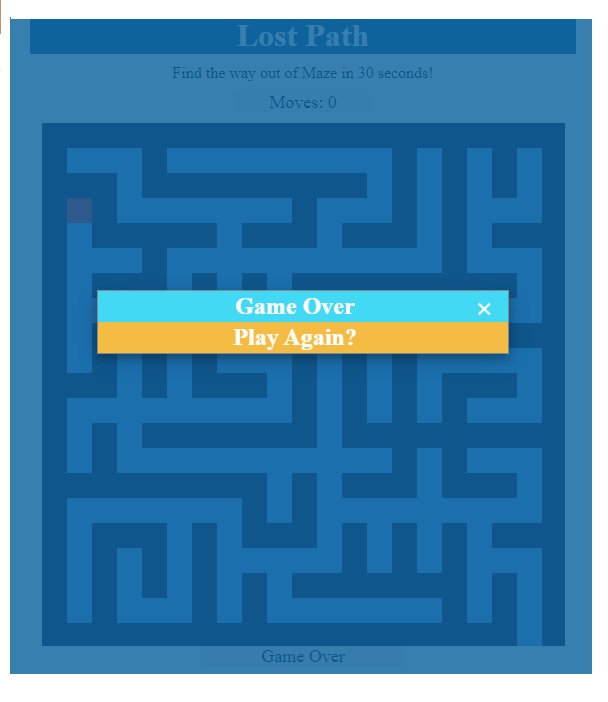 Lost Path
Find the way out of Maze in 30 seconds!
Moves: 0
Game Over
×
Play Again?
Game Over